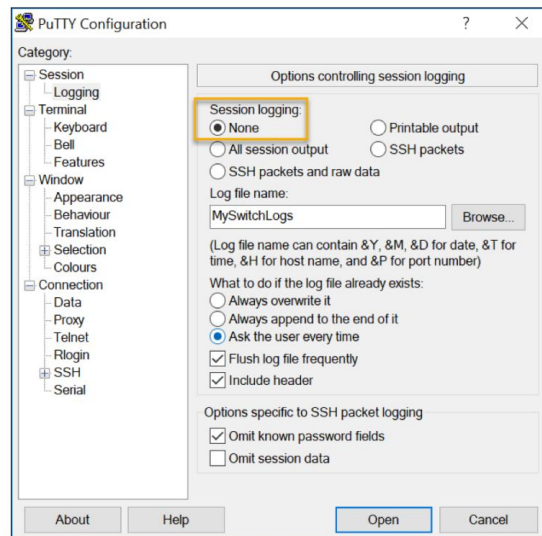 PuTTY Configuration
?
Category:
Session
Logging
Terminal
Keyboard
Bell
Features
Window
Appearance
Behaviour
Translation
Selection
Colours
Connection
Data
Proxy
Telnet
Rlogin
SSH
Serial
Options controlling session logging
Session logging:
None
Printable output
All session output
SSH packets
SSH packets and raw data
Log file name:
MySwitchLogs
Browse...
(Log file name can contain &Y, &M, &D for date, &T for
time, &H for host name, and &P for port number)
What to do if the log file already exists:
Always overwrite it
Always append to the end of it
Ask the user every time
Flush log file frequently
Include header
Options specific to SSH packet logging
Omit known password fields
Omit session data
About
Help
Open
Cancel